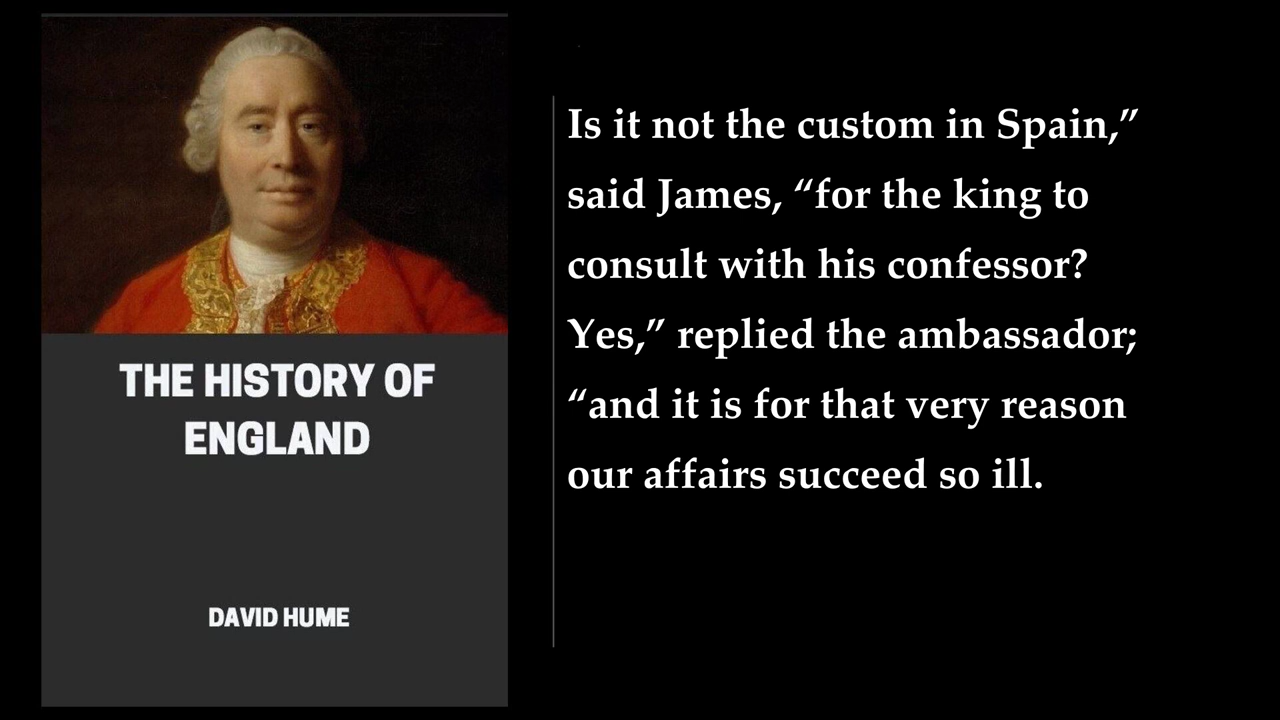 THE HISTORY OF
ENGLAND
DAVID HUME
Is it not the custom in Spain,”
said James, “for the king to
consult with his confessor?
Yes,” replied the ambassador;
“and it is for that very reason
our affairs succeed so ill.